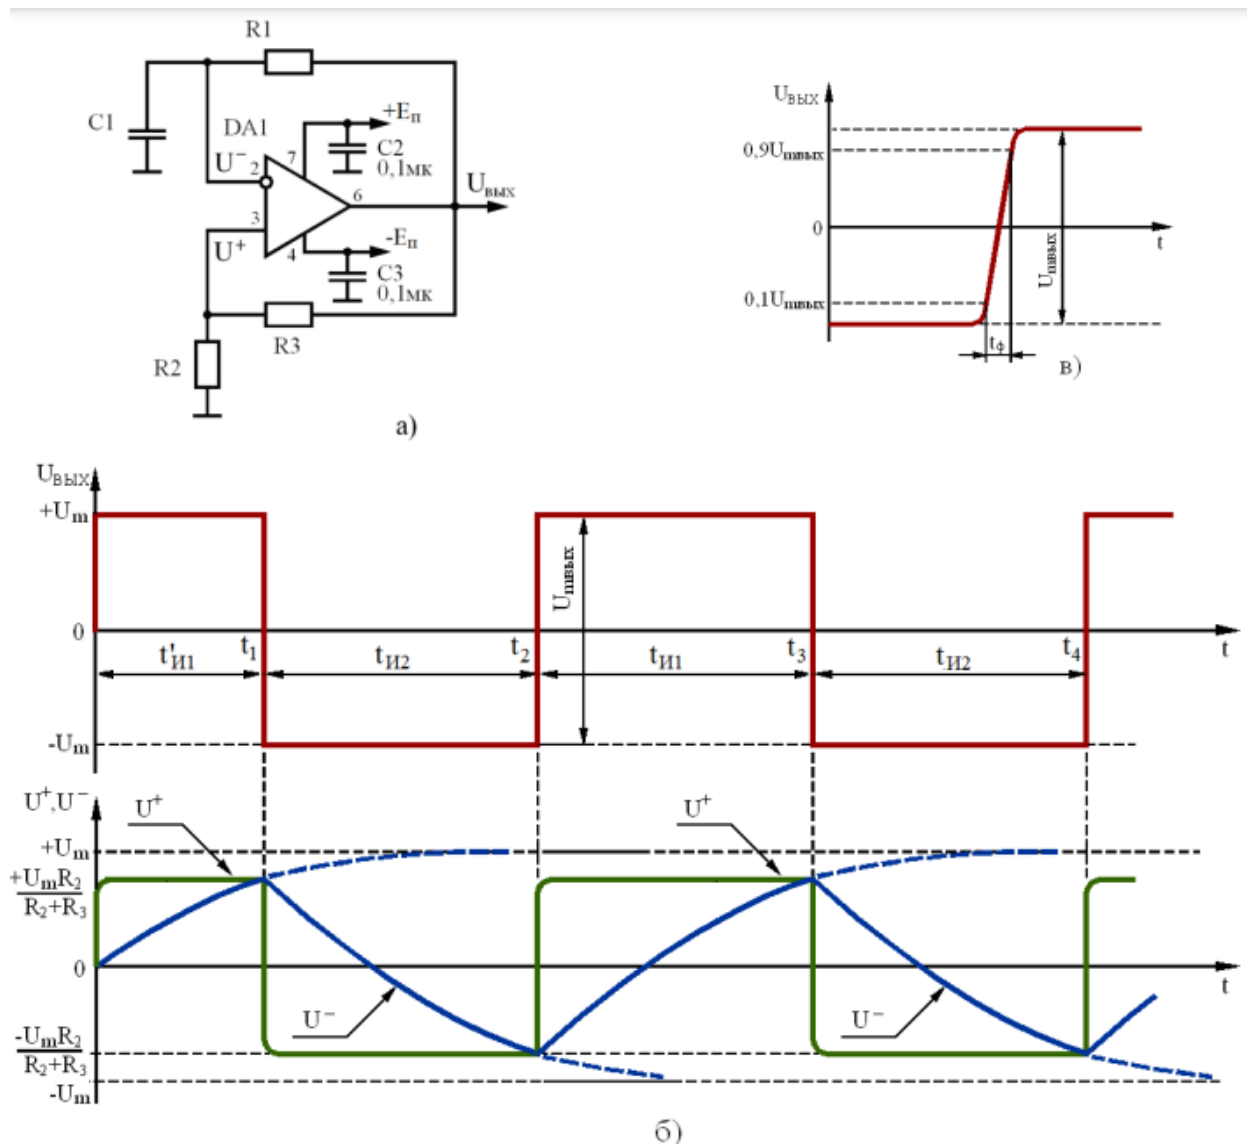 R1
C1
DA1
+Eп
C2
0,1мк
7
U⁻
2
6
Uвых
3
U⁺
4
-Eп
C3
0,1мк
R3
R2
а)
Uвых
0,9Umвых
0
t
Umвых
0,1Umвых
tф
в)
Uвых
+Um
Umвых
0
t'И1
t1
tИ2
t2
tИ1
t3
tИ2
t4
t
-Um
U⁺,U⁻
U⁺
U⁺
+Um
+UmR2
R2+R3
0
t
U⁻
U⁻
-UmR2
R2+R3
-Um
б)